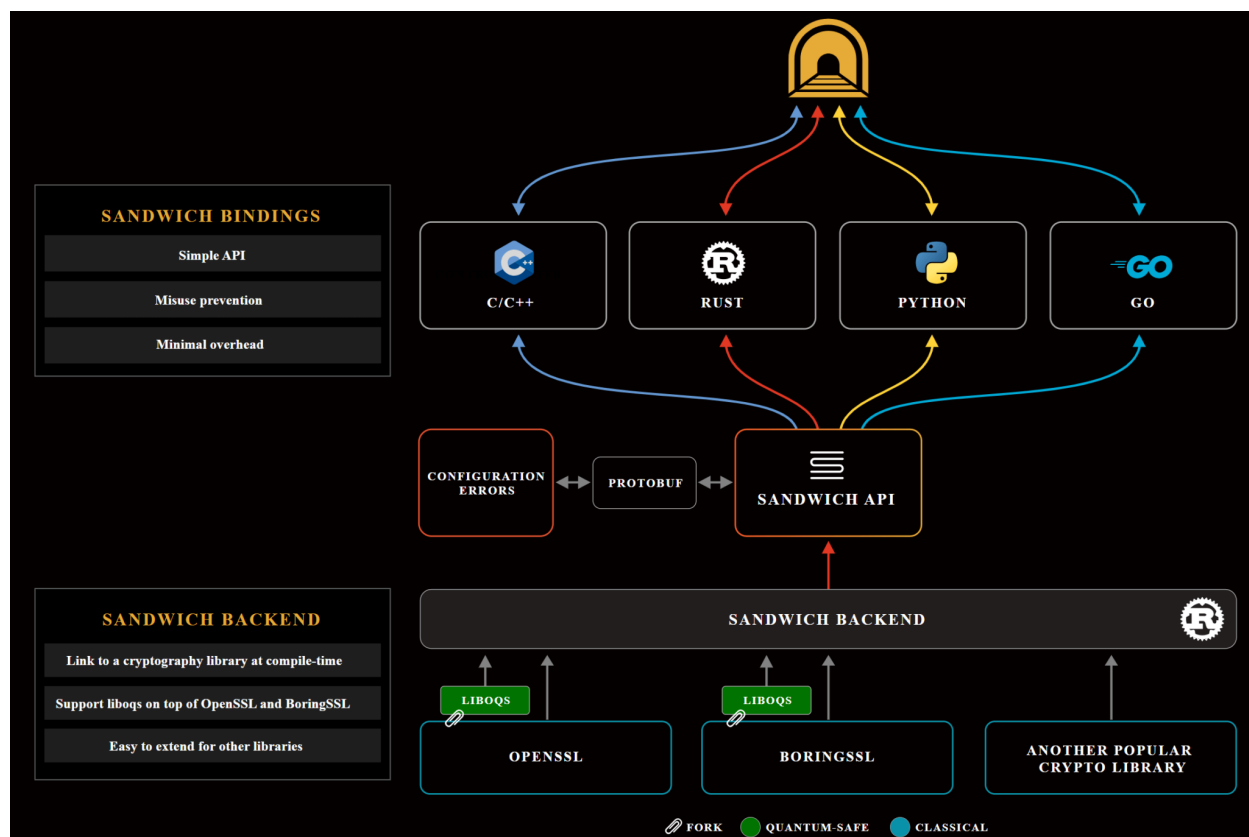 SANDWICH BINDINGS
Simple API
Misuse prevention
Minimal overhead
C++
C/C++
R
RUST
PYTHON
GO
GO
CONFIGURATION
ERRORS
PROTOBUF
SANDWICH API
SANDWICH BACKEND
Link to a cryptography library at compile-time
Support liboqs on top of OpenSSL and BoringSSL
Easy to extend for other libraries
SANDWICH BACKEND
R
LIBOQS
LIBOQS
OPENSSL
BORINGSSL
ANOTHER POPULAR
CRYPTO LIBRARY
FORK
QUANTUM-SAFE
CLASSICAL